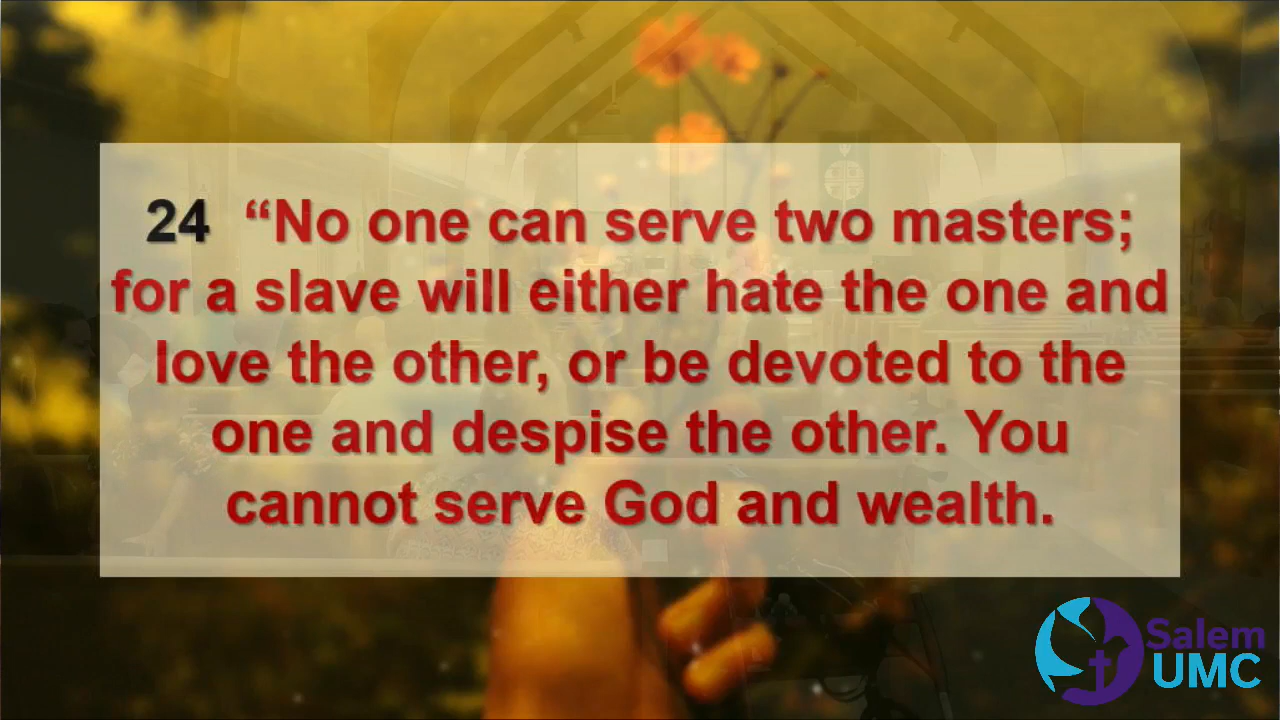 24 “No one can serve two masters;
for a slave will either hate the one and
love the other, or be devoted to the
one and despise the other. You
cannot serve God and wealth.
Salem
UMC